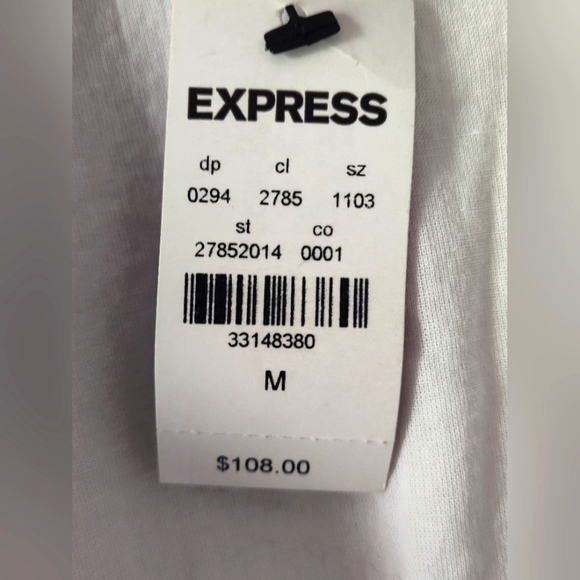 EXPRESS
dp cl sz
0294 2785 1103
st co
27852014 0001
33148380
M
$108.00